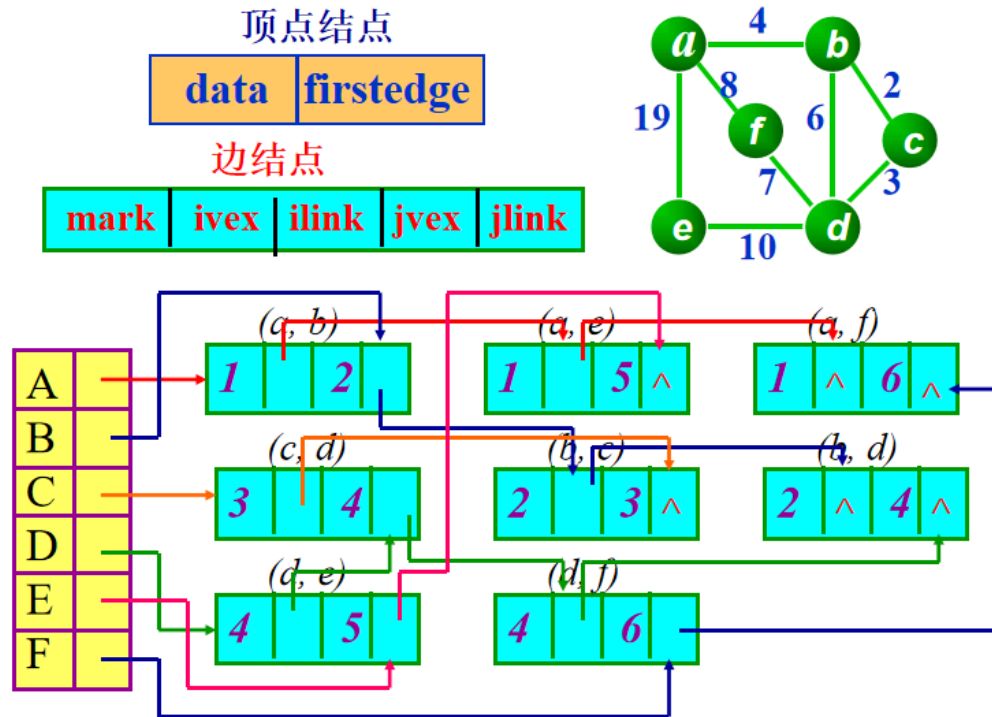 顶点结点
data firstedge
边结点
mark ivex ilink jvex jlink
a 4 b
8 2
19 f 6 c
7 3
e 10 d
(a, b) (a, e) (a, f)
A 1 2 1 5 ^ 1 ^ 6 ^
B
(c, d) (b, c) (b, d)
C 3 4 2 3 ^ 2 ^ 4 ^
D
(d, e) (d, f)
E 4 5 4 6
F